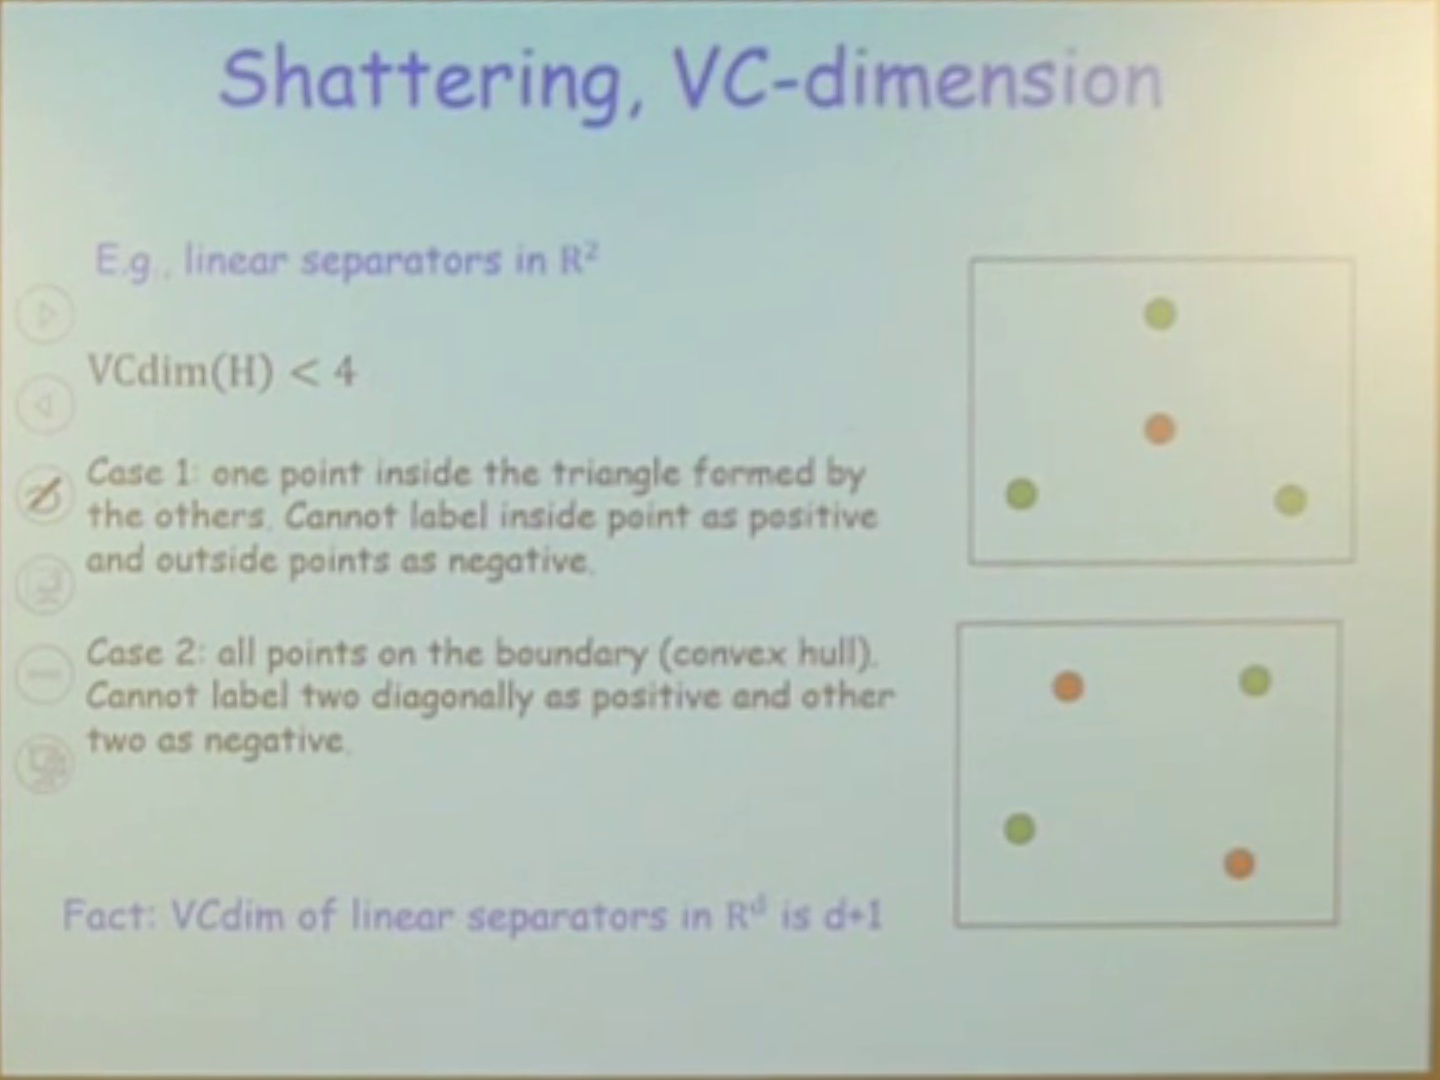 Shattering, VC-dimension
E.g., linear separators in R²
VCdim(H) < 4
Case 1: one point inside the triangle formed by
the others. Cannot label inside point as positive
and outside points as negative.
Case 2: all points on the boundary (convex hull).
Cannot label two diagonally as positive and other
two as negative.
Fact: VCdim of linear separators in Rᵈ is d+1